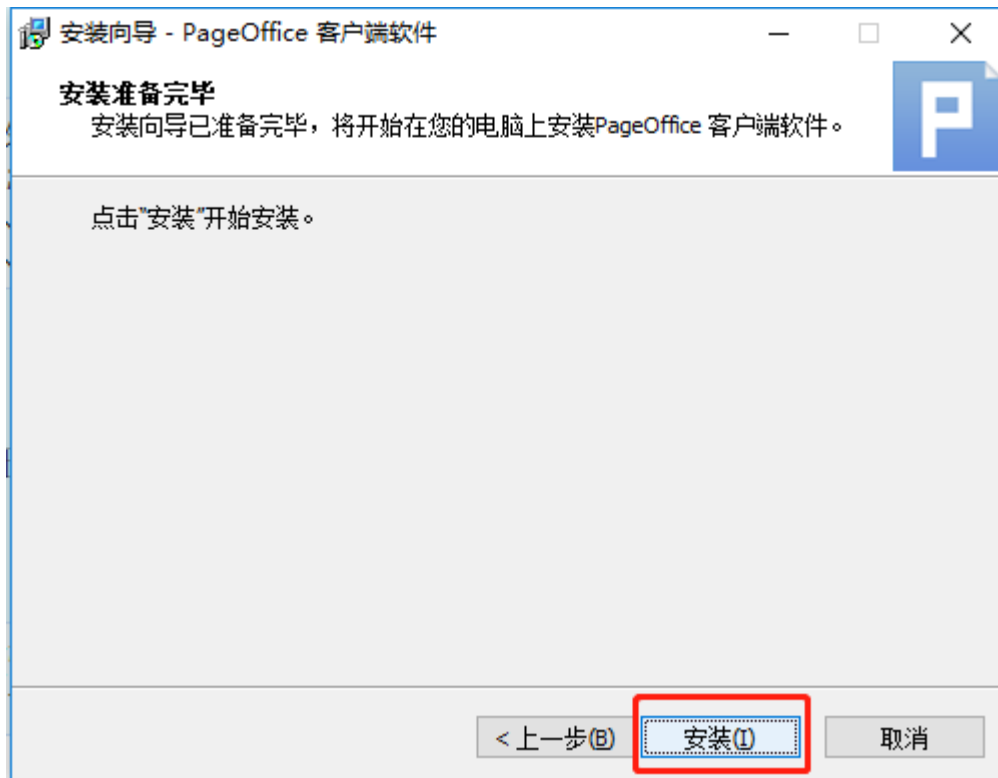 安装向导 - PageOffice 客户端软件
安装准备完毕
安装向导已准备完毕，将开始在您的电脑上安装PageOffice 客户端软件。
P
点击"安装"开始安装。
< 上一步(B)
安装(I)
取消